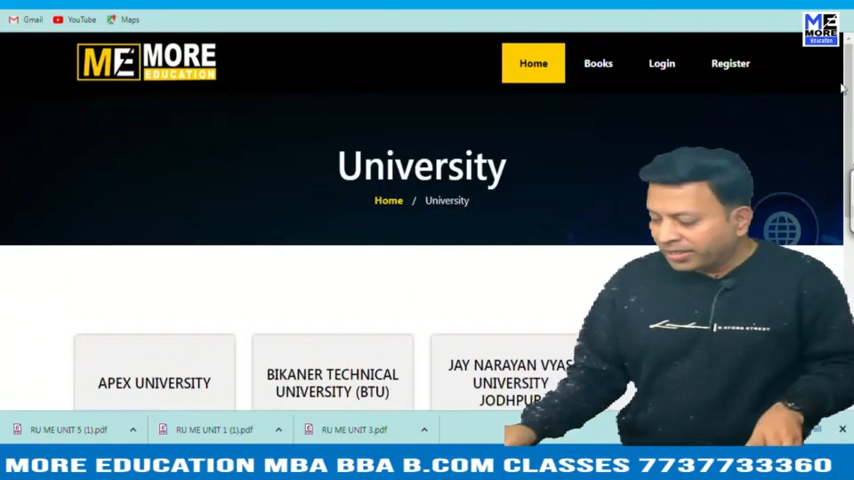 Gmail
YouTube
Maps
ME
MORE
Education
ME MORE
EDUCATION
Home
Books
Login
Register
University
Home / University
APEX UNIVERSITY
BIKANER TECHNICAL
UNIVERSITY (BTU)
JAY NARAYAN VYAS
UNIVERSITY
JODHPUR
RU ME UNIT 5 (1).pdf
RU ME UNIT 1 (1).pdf
RU ME UNIT 3.pdf
MORE EDUCATION MBA BBA B.COM CLASSES 7737733360